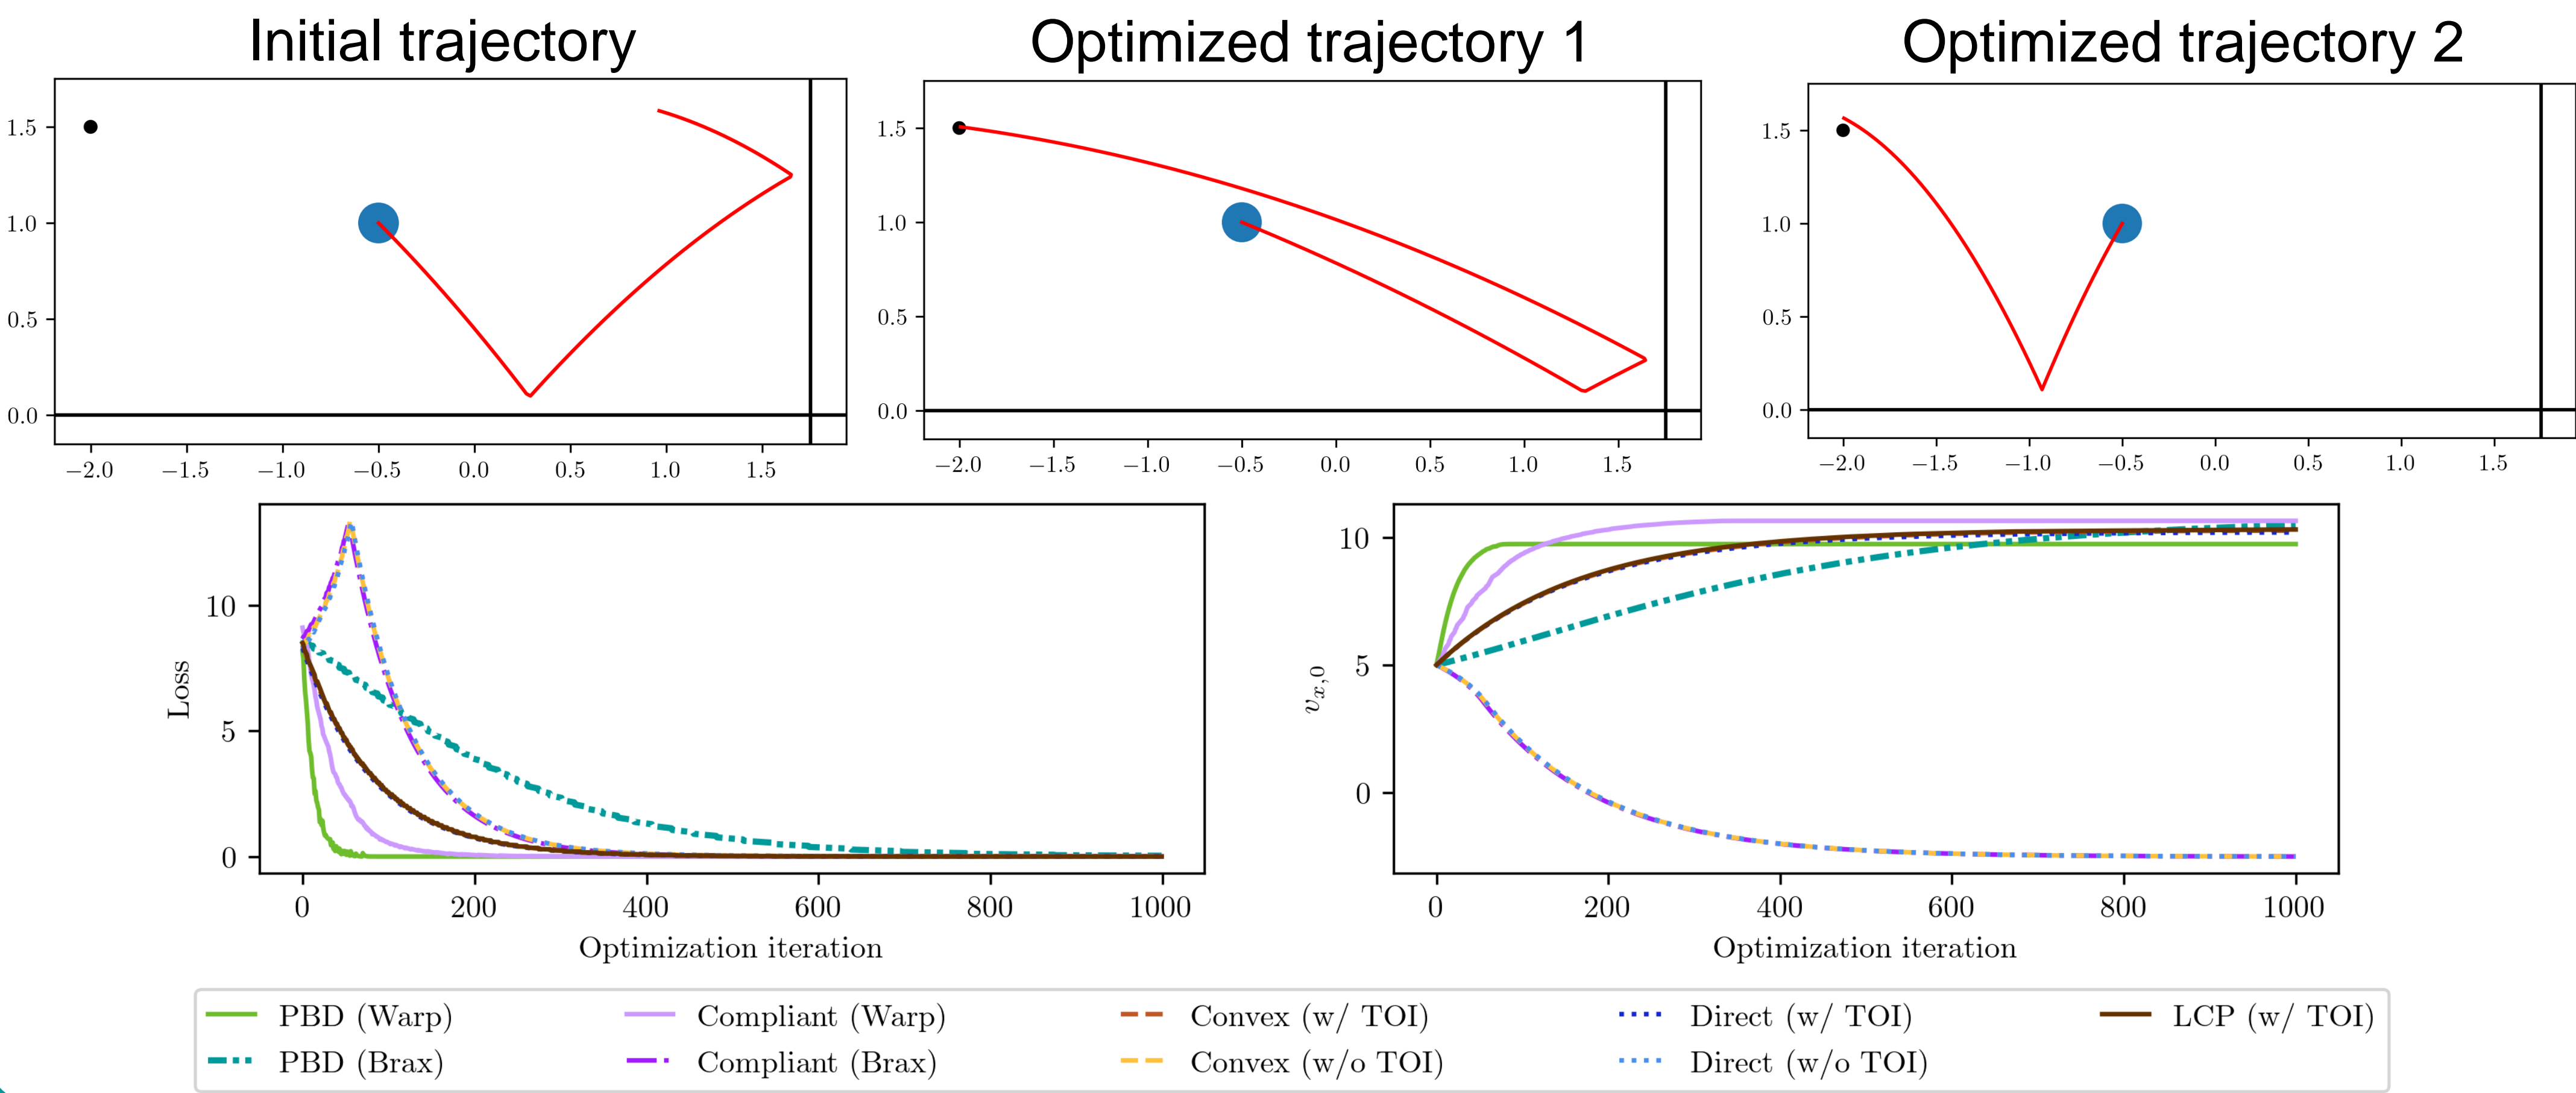 Initial trajectory
Optimized trajectory 1
Optimized trajectory 2
1.5
1.0
0.5
0.0
−2.0 −1.5 −1.0 −0.5 0.0 0.5 1.0 1.5
1.5
1.0
0.5
0.0
−2.0 −1.5 −1.0 −0.5 0.0 0.5 1.0 1.5
1.5
1.0
0.5
0.0
−2.0 −1.5 −1.0 −0.5 0.0 0.5 1.0 1.5
Loss
10
5
0
0 200 400 600 800 1000
Optimization iteration
v_{x,0}
10
5
0
0 200 400 600 800 1000
Optimization iteration
PBD (Warp)
PBD (Brax)
Compliant (Warp)
Compliant (Brax)
Convex (w/ TOI)
Convex (w/o TOI)
Direct (w/ TOI)
Direct (w/o TOI)
LCP (w/ TOI)